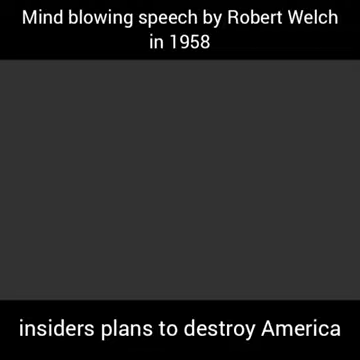 Mind blowing speech by Robert Welch
in 1958
insiders plans to destroy America